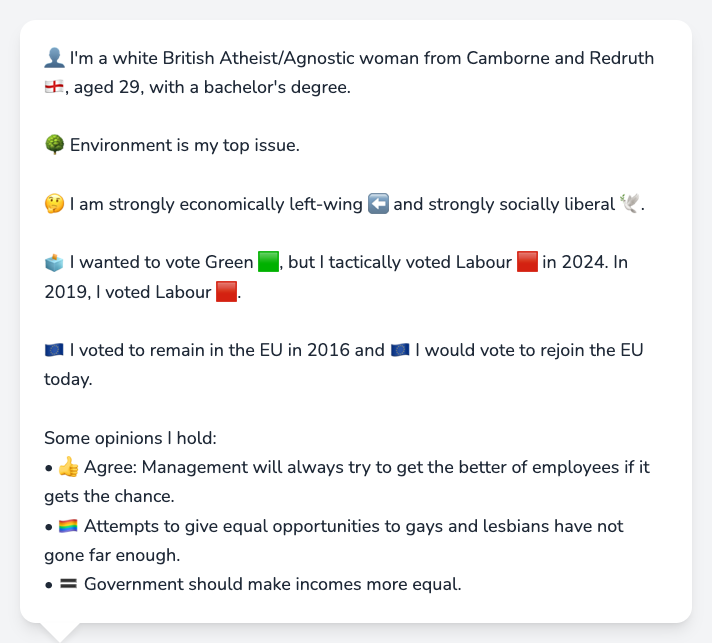 👤 I'm a white British Atheist/Agnostic woman from Camborne and Redruth
🏴󠁧󠁢󠁥󠁮󠁧󠁿, aged 29, with a bachelor's degree.
🌳 Environment is my top issue.
🤔 I am strongly economically left-wing ⬅️ and strongly socially liberal 🕊️.
🗳️ I wanted to vote Green 🟩, but I tactically voted Labour 🟥 in 2024. In
2019, I voted Labour 🟥.
🇪🇺 I voted to remain in the EU in 2016 and 🇪🇺 I would vote to rejoin the EU
today.
Some opinions I hold:
• 👍 Agree: Management will always try to get the better of employees if it
gets the chance.
• 🏳️‍🌈 Attempts to give equal opportunities to gays and lesbians have not
gone far enough.
• 🟰 Government should make incomes more equal.